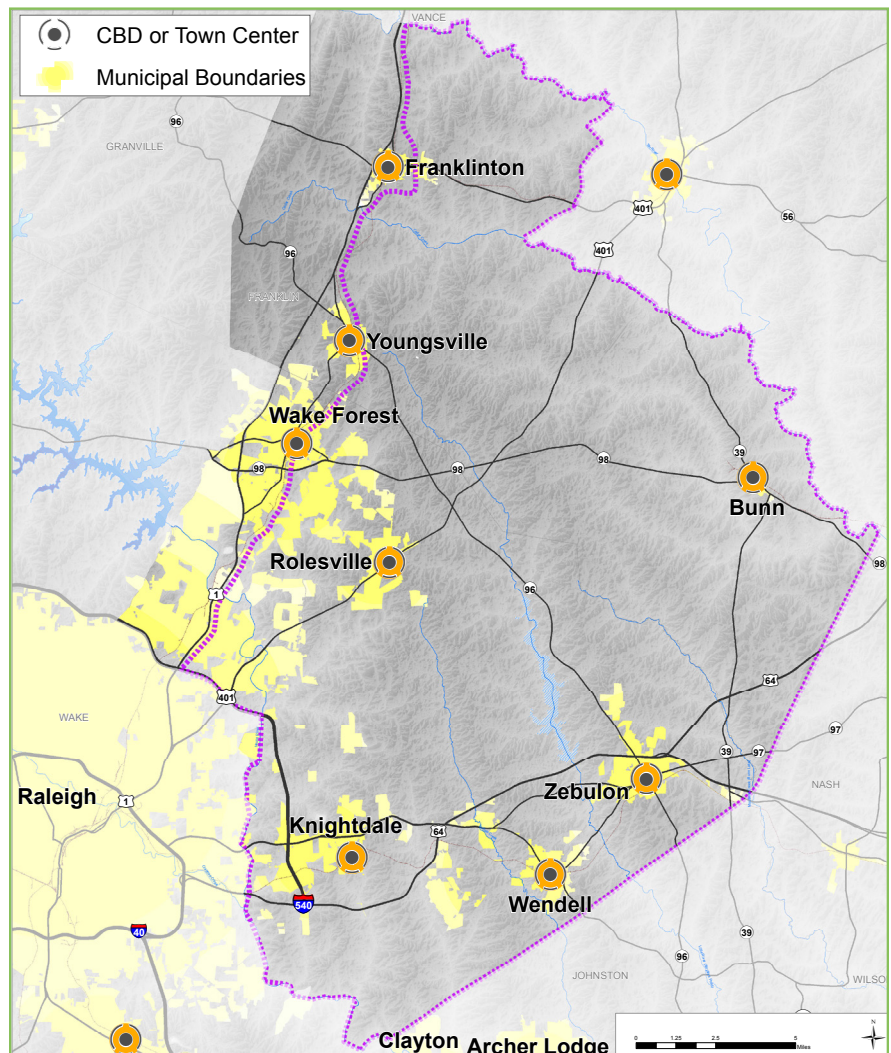 CBD or Town Center
Municipal Boundaries
VANCE
96
GRANVILLE
Franklinton
401
56
401
96
FRANKLIN
Youngsville
Wake Forest
39
98
98
98
Bunn
Rolesville
98
96
1
401
64
WAKE
97
39
97
Zebulon
NASH
Raleigh
1
Knightdale
64
Wendell
540
40
39
96
JOHNSTON
WILSO
Clayton
Archer Lodge
N
0 1.25 2.5 5
Miles